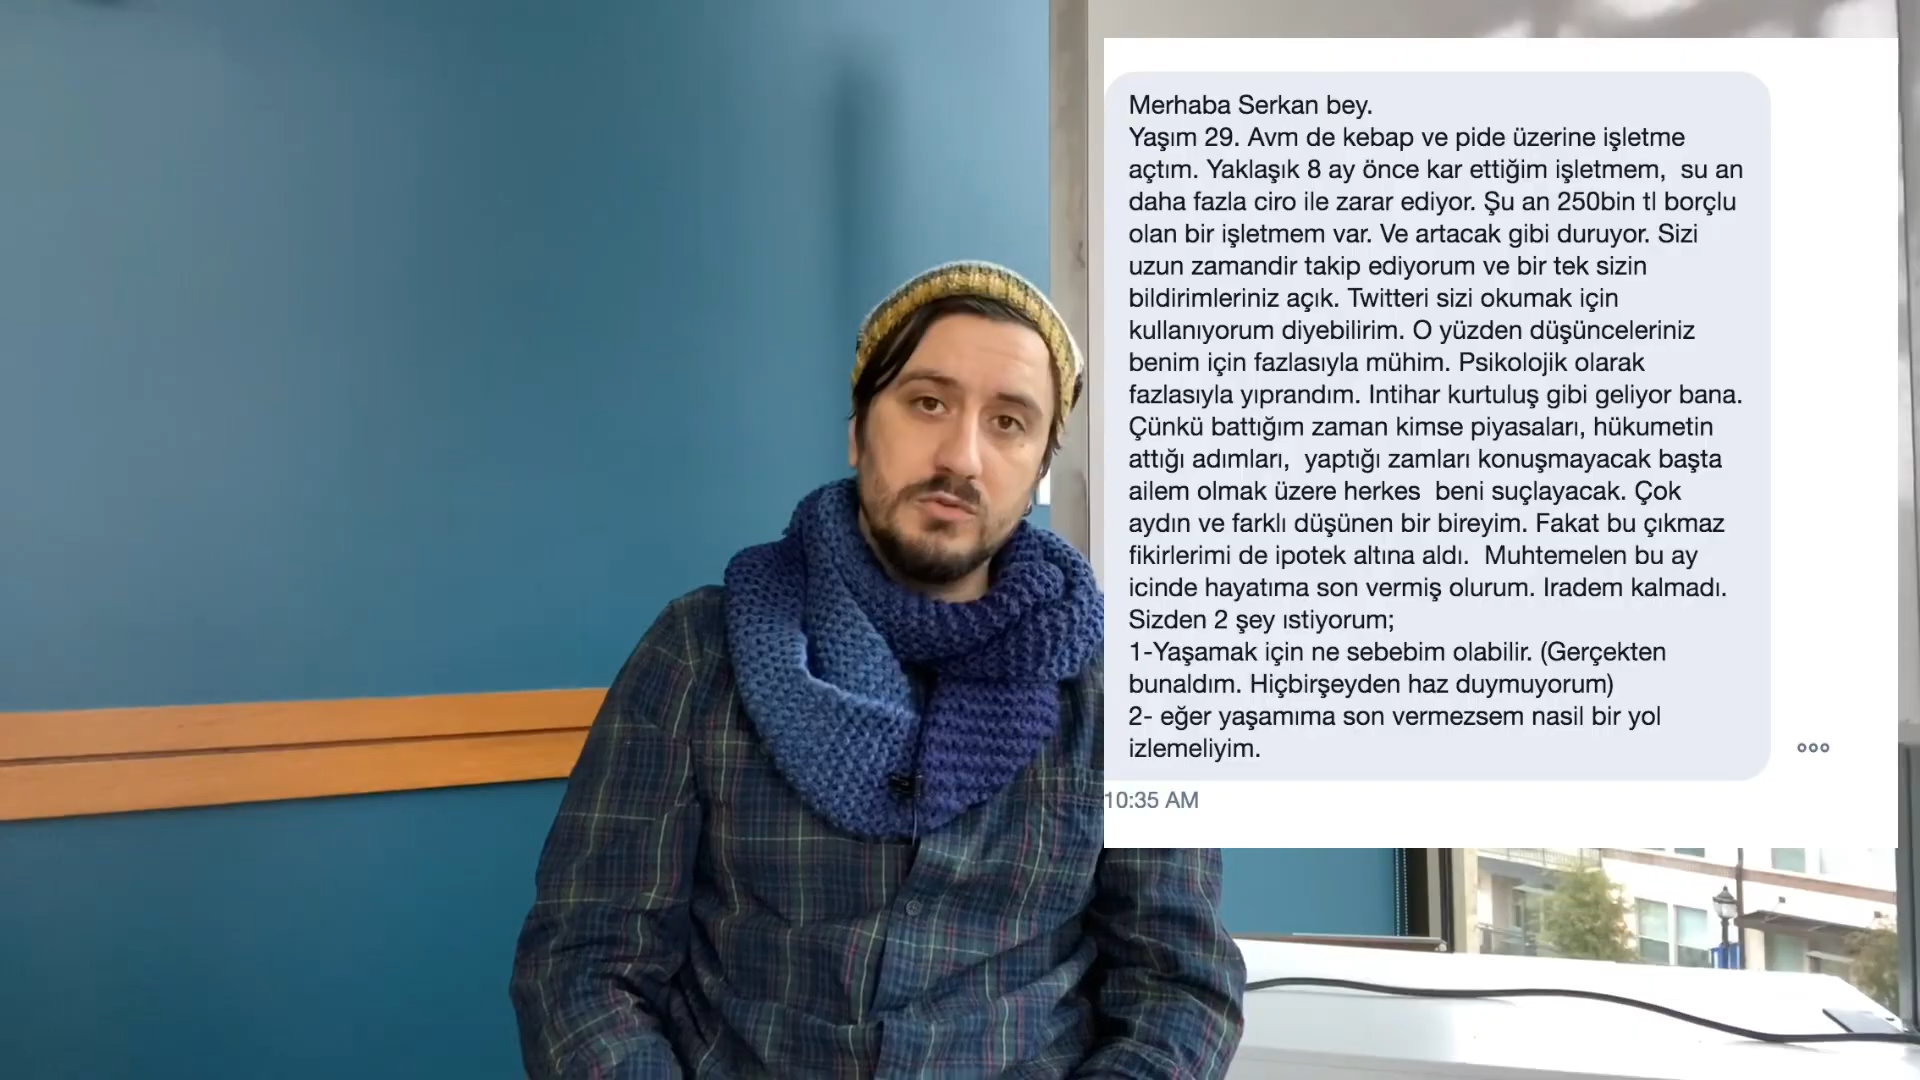 Merhaba Serkan bey.
Yaşım 29. Avm de kebap ve pide üzerine işletme
açtım. Yaklaşık 8 ay önce kar ettiğim işletmem,  su an
daha fazla ciro ile zarar ediyor. Şu an 250bin tl borçlu
olan bir işletmem var. Ve artacak gibi duruyor. Sizi
uzun zamandir takip ediyorum ve bir tek sizin
bildirimleriniz açık. Twitteri sizi okumak için
kullanıyorum diyebilirim. O yüzden düşünceleriniz
benim için fazlasıyla mühim. Psikolojik olarak
fazlasıyla yıprandım. Intihar kurtuluş gibi geliyor bana.
Çünkü battığım zaman kimse piyasaları, hükumetin
attığı adımları,  yaptığı zamları konuşmayacak başta
ailem olmak üzere herkes  beni suçlayacak. Çok
aydın ve farklı düşünen bir bireyim. Fakat bu çıkmaz
fikirlerimi de ipotek altına aldı.  Muhtemelen bu ay
icinde hayatıma son vermiş olurum. Iradem kalmadı.
Sizden 2 şey ıstiyorum;
1-Yaşamak için ne sebebim olabilir. (Gerçekten
bunaldım. Hiçbirşeyden haz duymuyorum)
2- eğer yaşamıma son vermezsem nasil bir yol
izlemeliyim.
10:35 AM